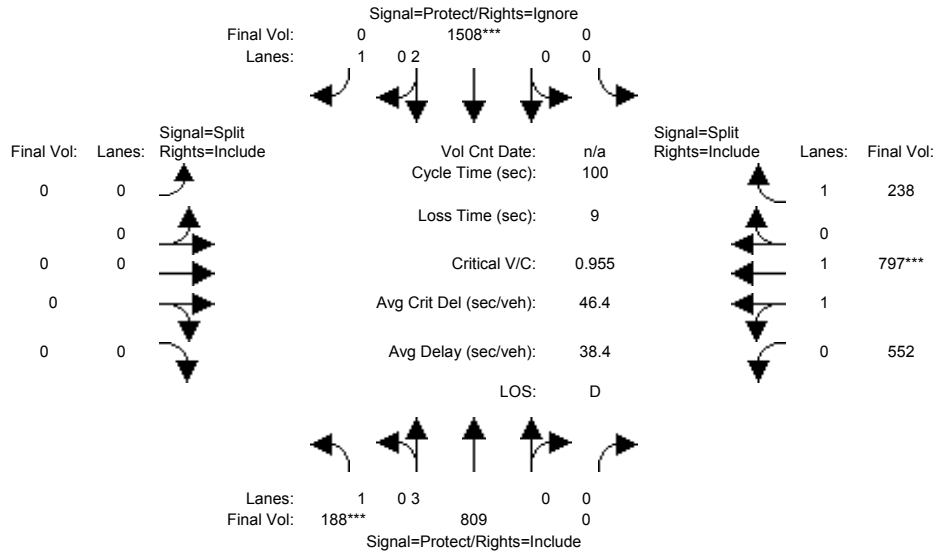 Signal=Protect/Rights=Ignore
Final Vol: 0 1508*** 0
Lanes: 1 0 2 0 0
Signal=Split
Final Vol: Lanes: Rights=Include
Vol Cnt Date: n/a
Signal=Split
Rights=Include Lanes: Final Vol:
Cycle Time (sec): 100
0 0
1 238
Loss Time (sec): 9
0
0
0 0
Critical V/C: 0.955
1 797***
0
Avg Crit Del (sec/veh): 46.4
1
0 0
Avg Delay (sec/veh): 38.4
0 552
LOS: D
Lanes: 1 0 3 0 0
Final Vol: 188*** 809 0
Signal=Protect/Rights=Include